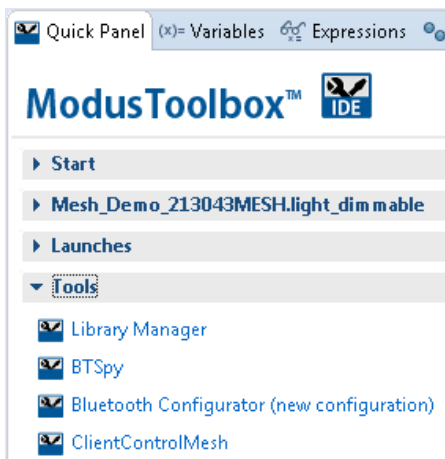 Quick Panel (x)= Variables Expressions
ModusToolbox™ IDE
Start
Mesh_Demo_213043MESH.light_dimmable
Launches
Tools
Library Manager
BTSpy
Bluetooth Configurator (new configuration)
ClientControlMesh